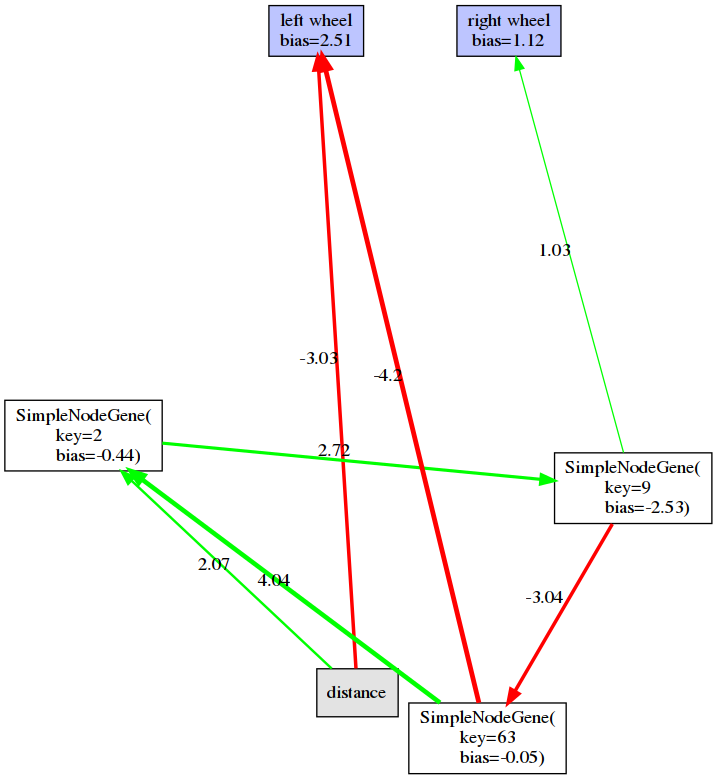 left wheel
bias=2.51
right wheel
bias=1.12
1.03
-3.03
-4.2
SimpleNodeGene(
key=2
bias=-0.44)
2.72
SimpleNodeGene(
key=9
bias=-2.53)
2.07
4.04
-3.04
distance
SimpleNodeGene(
key=63
bias=-0.05)